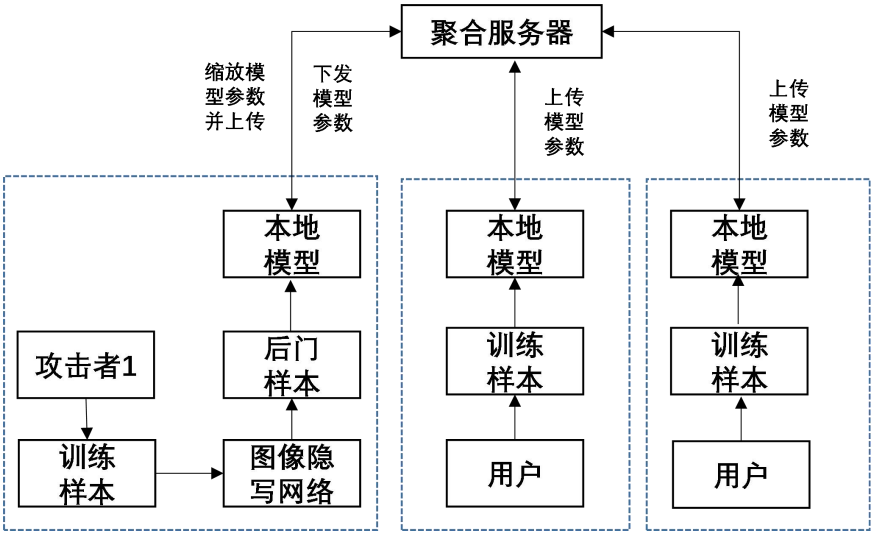 聚合服务器
缩放模
型参数
并上传
下发
模型
参数
上传
模型
参数
上传
模型
参数
本地
模型
本地
模型
本地
模型
攻击者1
后门
样本
训练
样本
训练
样本
训练
样本
图像隐
写网络
用户
用户